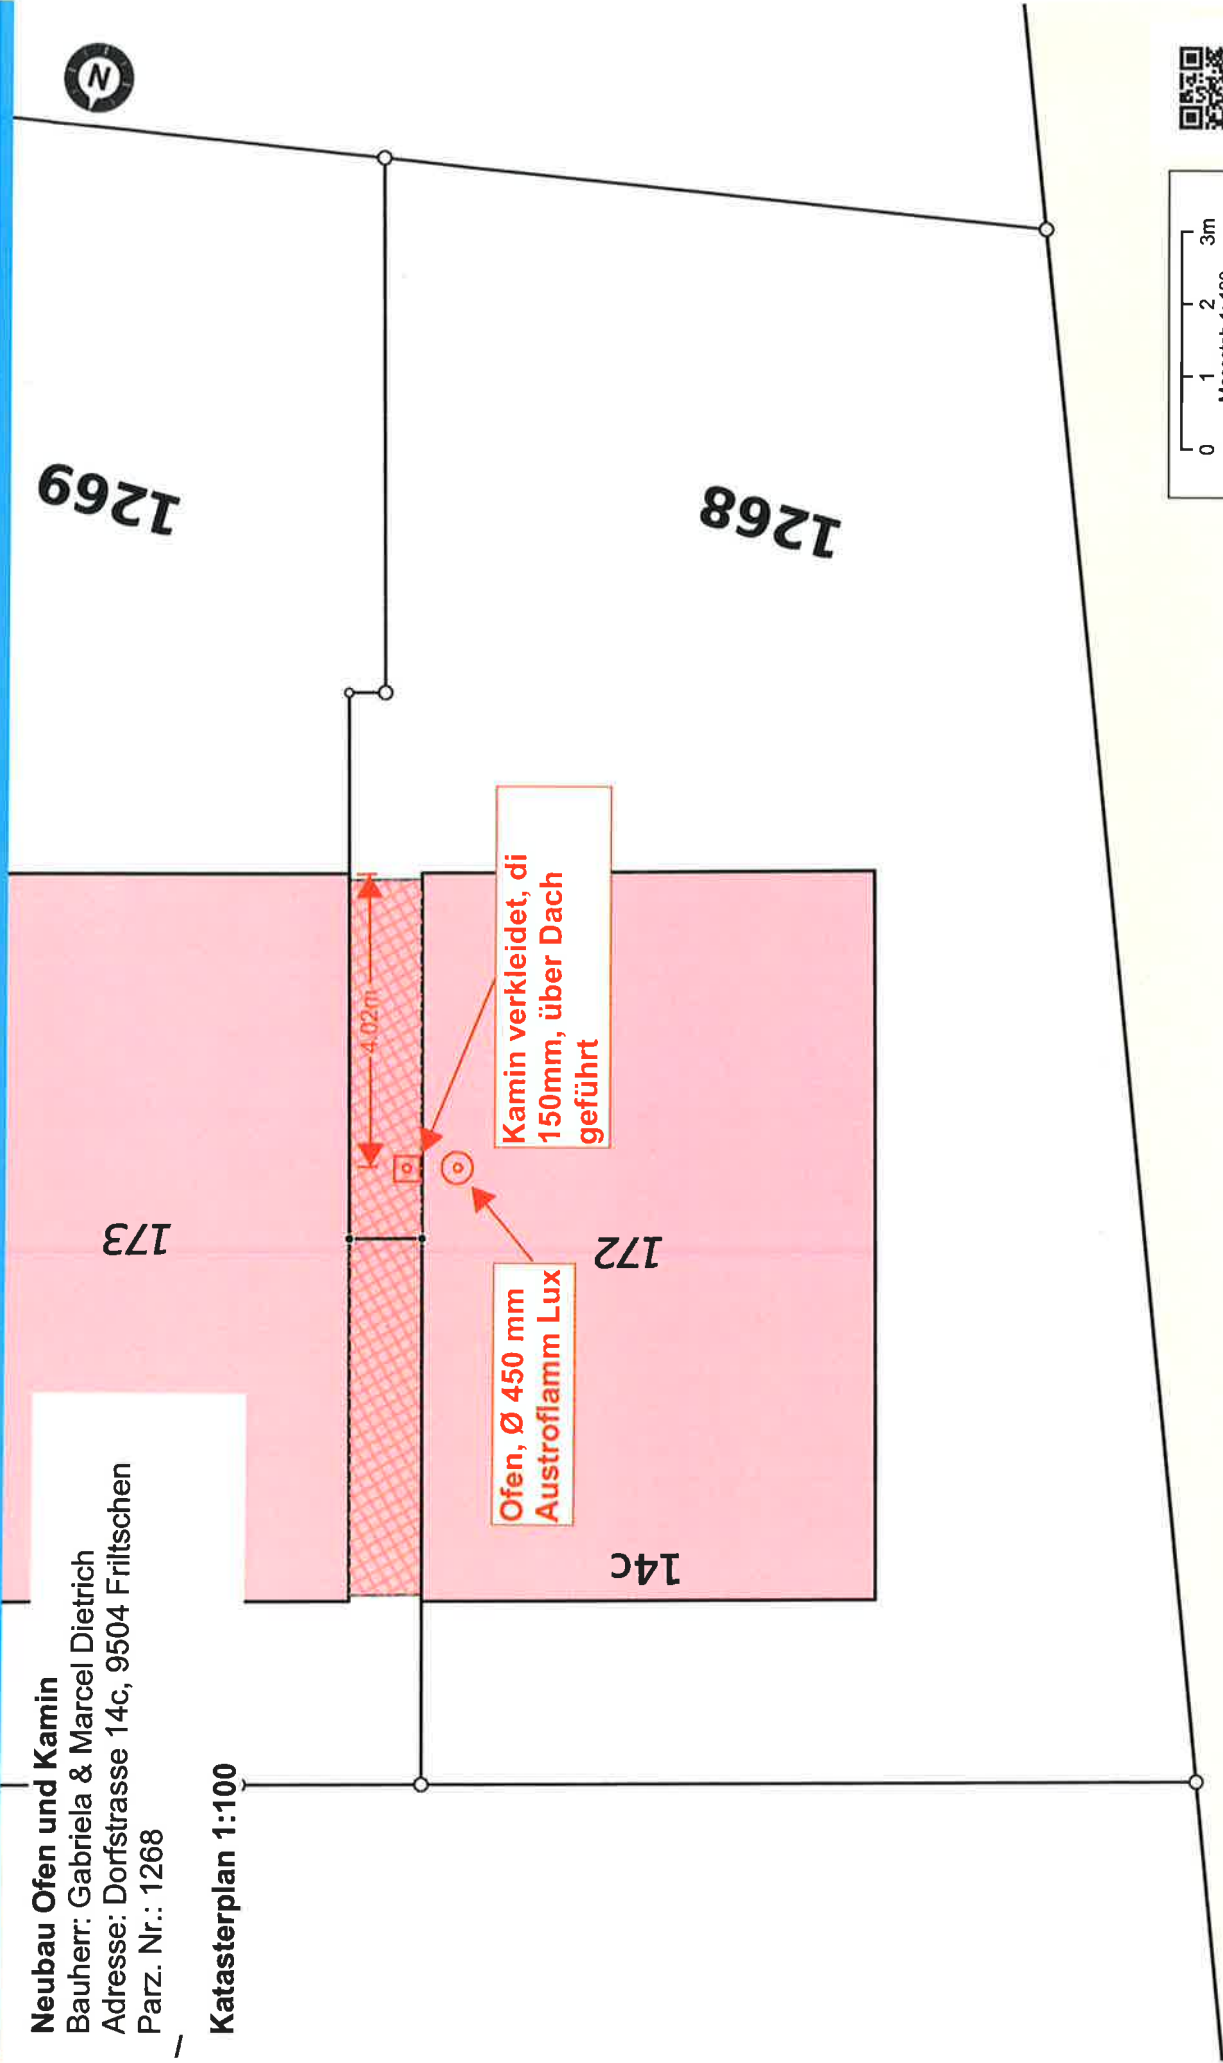 Neubau Ofen und Kamin
Bauherr: Gabriela & Marcel Dietrich
Adresse: Dorfstrasse 14c, 9504 Friltschen
Parz. Nr.: 1268
Katasterplan 1:100
N
1269
1268
173
172
14c
4.02m
Kamin verkleidet, di
150mm, über Dach
geführt
Ofen, Ø 450 mm
Austroflamm Lux
0 1 2 3m